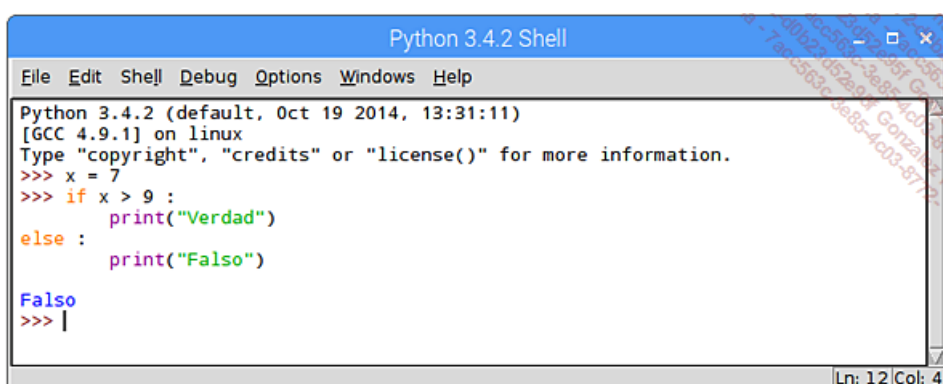 Python 3.4.2 Shell
File Edit Shell Debug Options Windows Help
Python 3.4.2 (default, Oct 19 2014, 13:31:11)
[GCC 4.9.1] on linux
Type "copyright", "credits" or "license()" for more information.
>>> x = 7
>>> if x > 9 :
        print("Verdad")
else :
        print("Falso")

Falso
>>>
Ln: 12 Col: 4